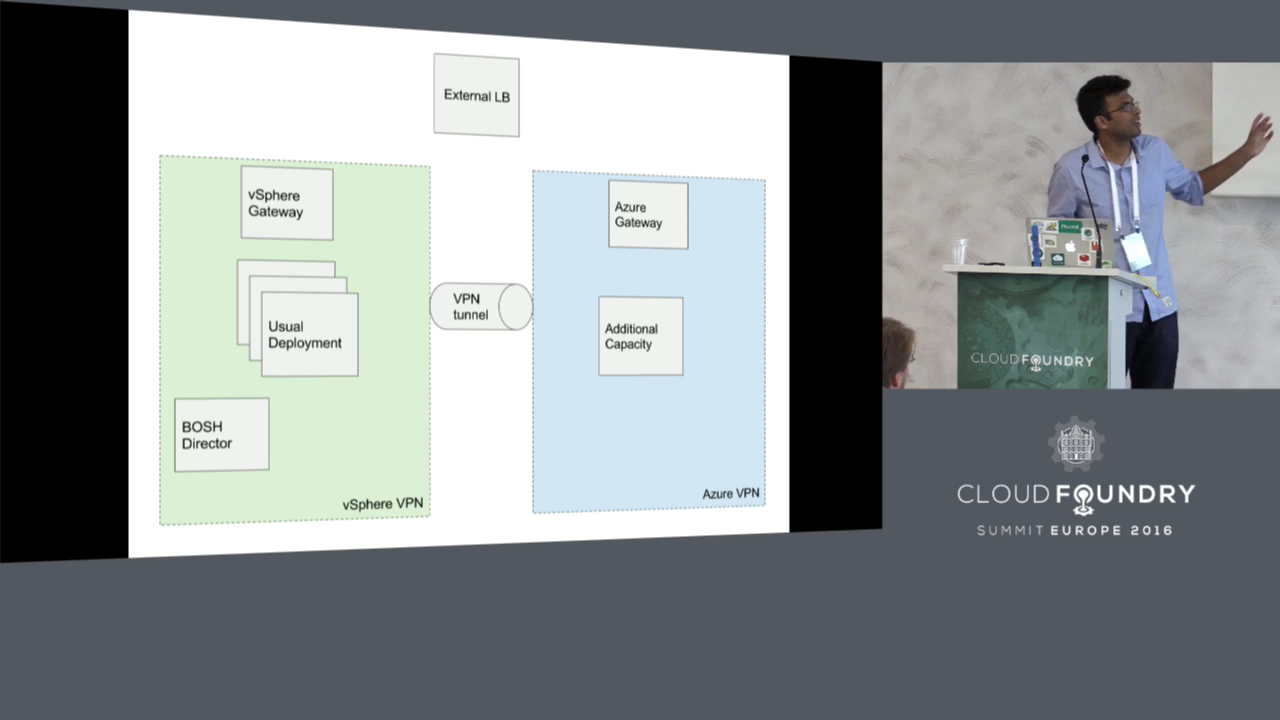 External LB
vSphere
Gateway
Usual
Deployment
BOSH
Director
vSphere VPN
VPN
tunnel
Azure
Gateway
Additional
Capacity
Azure VPN
CLOUD FOUNDRY
CLOUD FOUNDRY
SUMMIT EUROPE 2016